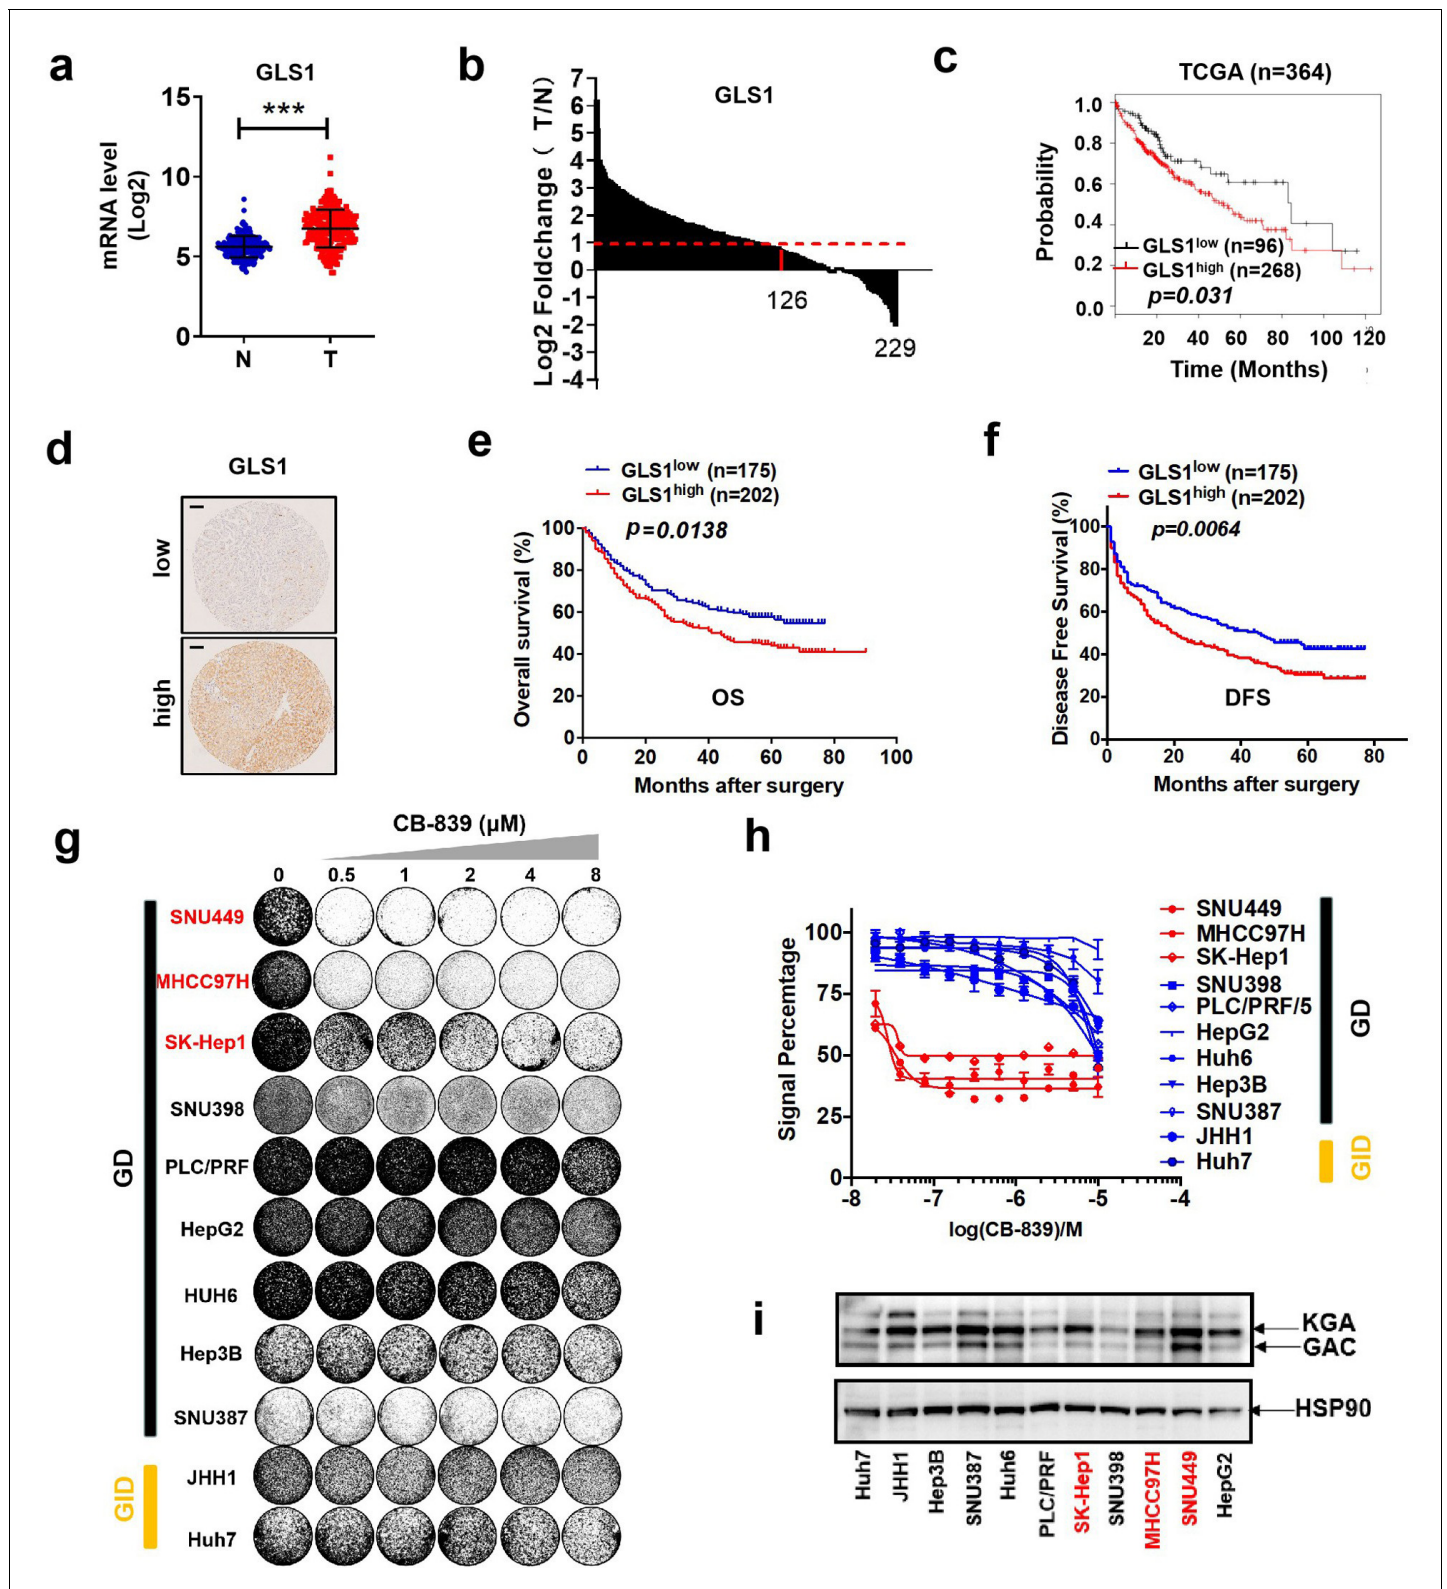 a
GLS1
15
10
5
0
***
mRNA level
(Log2)
N
T
b
GLS1
Log2 Foldchange ( T/N)
7
6
5
4
3
2
1
0
-1
-2
-3
-4
126
229
c
TCGA (n=364)
Probability
1.0
0.8
0.6
0.4
0.2
0.0
GLS1low (n=96)
GLS1high (n=268)
p=0.031
20 40 60 80 100 120
Time (Months)
d
GLS1
low
high
e
GLS1low (n=175)
GLS1high (n=202)
p=0.0138
Overall survival (%)
100
80
60
40
20
0
OS
0 20 40 60 80 100
Months after surgery
f
GLS1low (n=175)
GLS1high (n=202)
p=0.0064
Disease Free Survival (%)
100
80
60
40
20
0
DFS
0 20 40 60 80
Months after surgery
g
CB-839 (µM)
0 0.5 1 2 4 8
GD
SNU449
MHCC97H
SK-Hep1
SNU398
PLC/PRF
HepG2
HUH6
Hep3B
SNU387
GID
JHH1
Huh7
h
Signal Percemtage
100
75
50
25
0
-8 -7 -6 -5 -4
log(CB-839)/M
SNU449
MHCC97H
SK-Hep1
SNU398
PLC/PRF/5
HepG2
Huh6
Hep3B
SNU387
JHH1
Huh7
GD
GID
i
KGA
GAC
HSP90
Huh7
JHH1
Hep3B
SNU387
Huh6
PLC/PRF
SK-Hep1
SNU398
MHCC97H
SNU449
HepG2